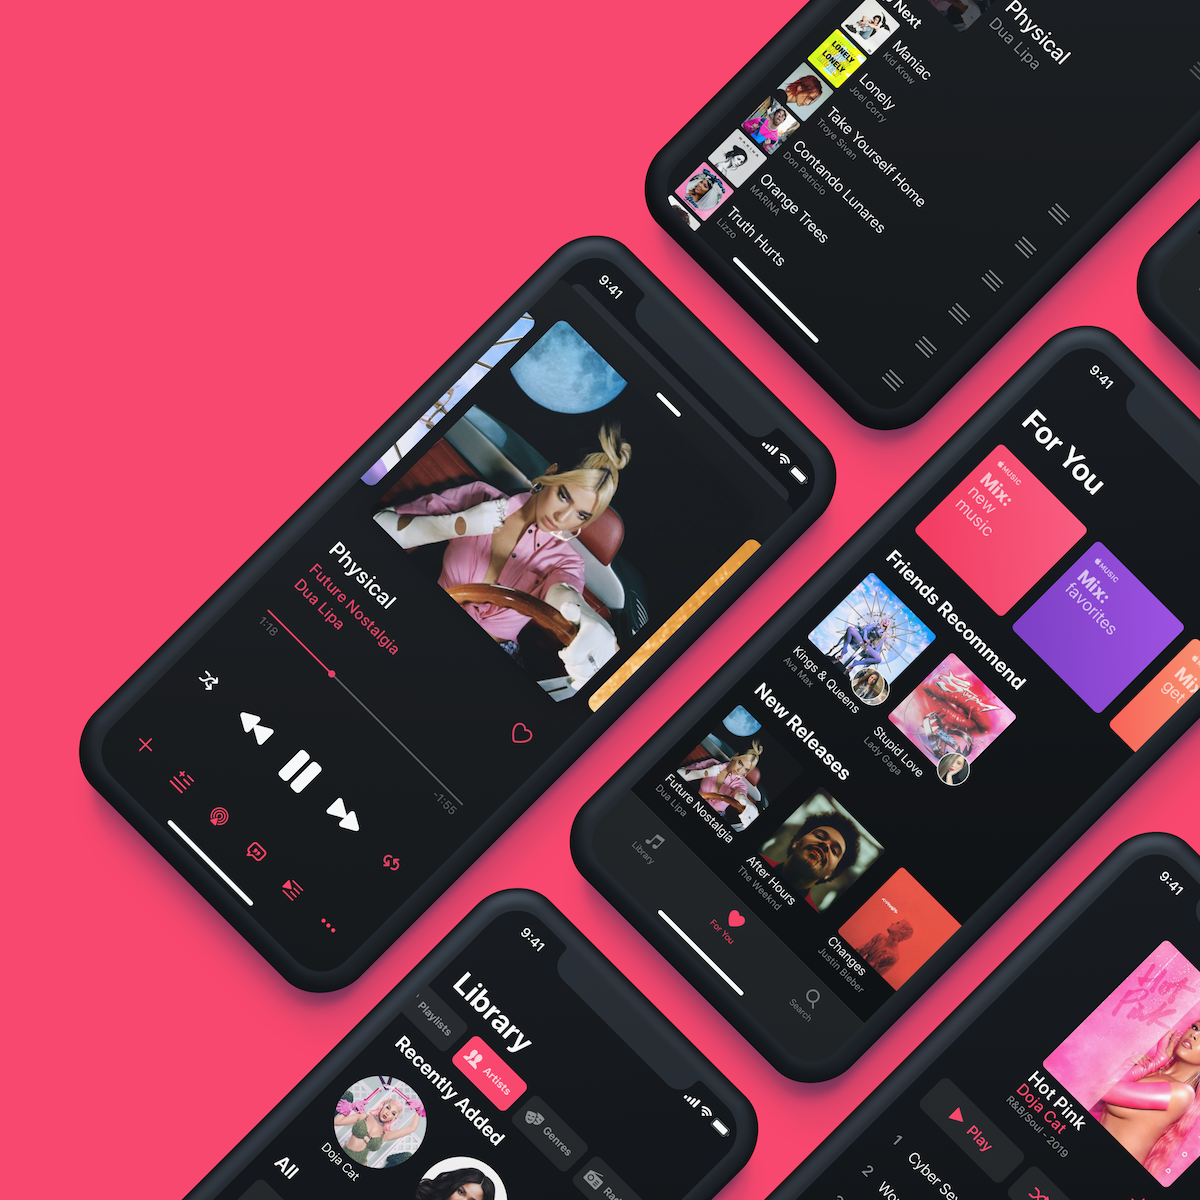 Next
Physical
Dua Lipa
Maniac
Kid Krow
LONELY
LONELY
Lonely
Joel Corry
Take Yourself Home
Troye Sivan
Contando Lunares
Don Patricio
MARINA
Orange Trees
MARINA
Truth Hurts
Lizzo
9:41
Physical
Future Nostalgia
Dua Lipa
1:18
-1:55
9:41
For You
MUSIC
Mix:
new
music
MUSIC
Mix:
favorites
Mi
get
Friends Recommend
Kings & Queens
Ava Max
Stupid Love
Lady Gaga
New Releases
Future Nostalgia
Dua Lipa
After Hours
The Weeknd
Changes
Justin Bieber
Library
For You
Search
9:41
Library
Playlists
Artists
Genres
Recently Added
Doja Cat
All
9:41
Hot
Pink
Hot Pink
Doja Cat
R&B/Soul - 2019
Play
1
Cyber Se
2